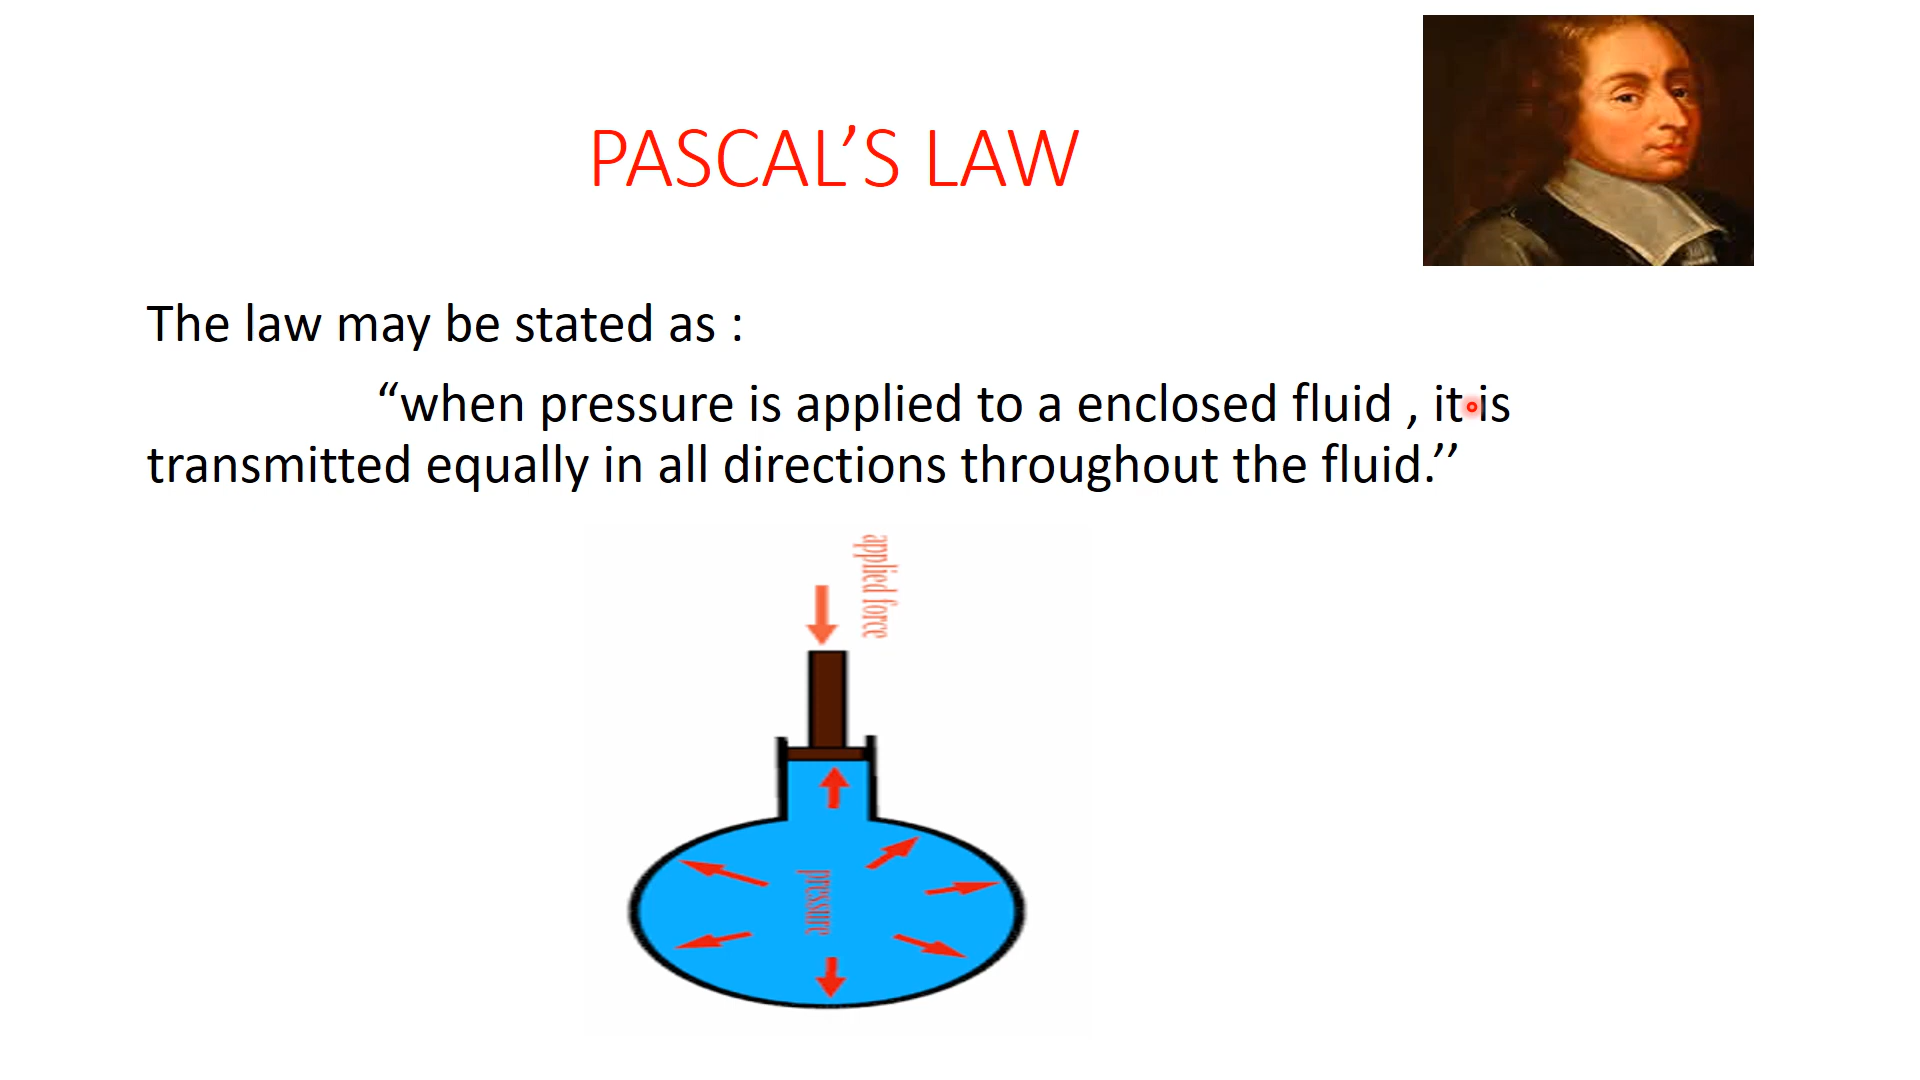 PASCAL’S LAW
The law may be stated as :
“when pressure is applied to a enclosed fluid , it is
transmitted equally in all directions throughout the fluid.’’
applied force
pressure